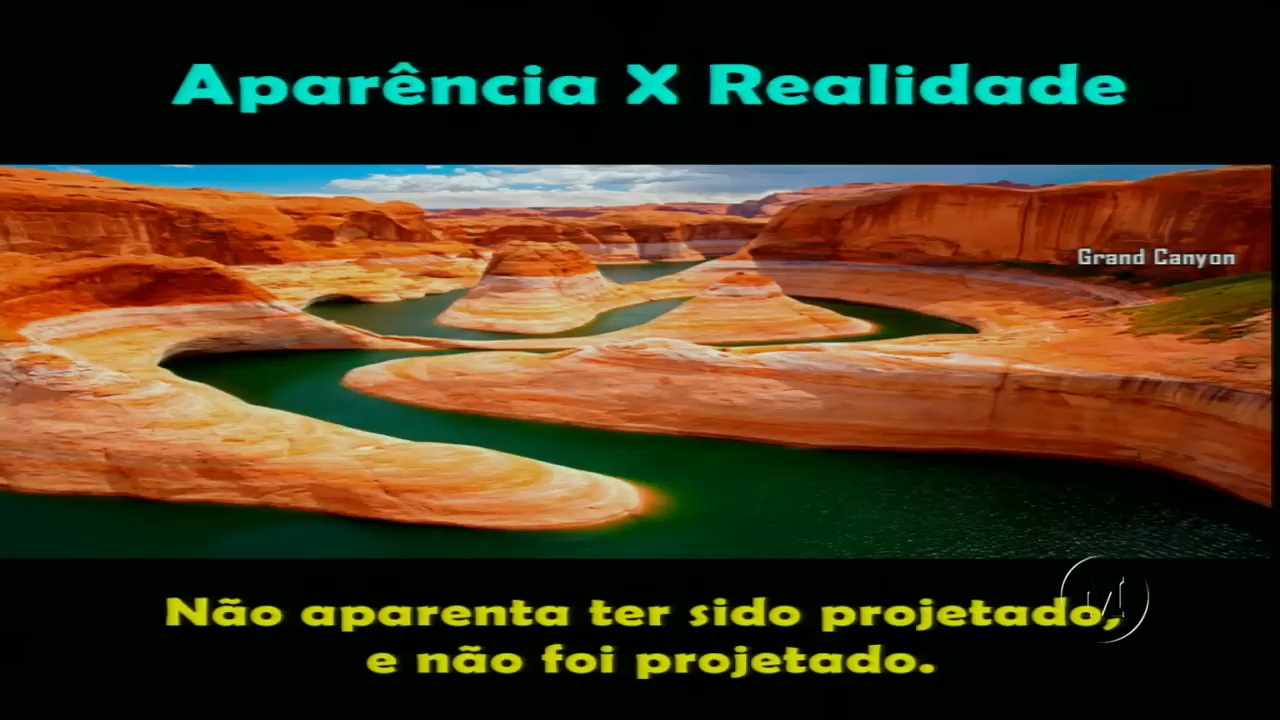 Aparência X Realidade
Grand Canyon
Não aparenta ter sido projetado,
e não foi projetado.